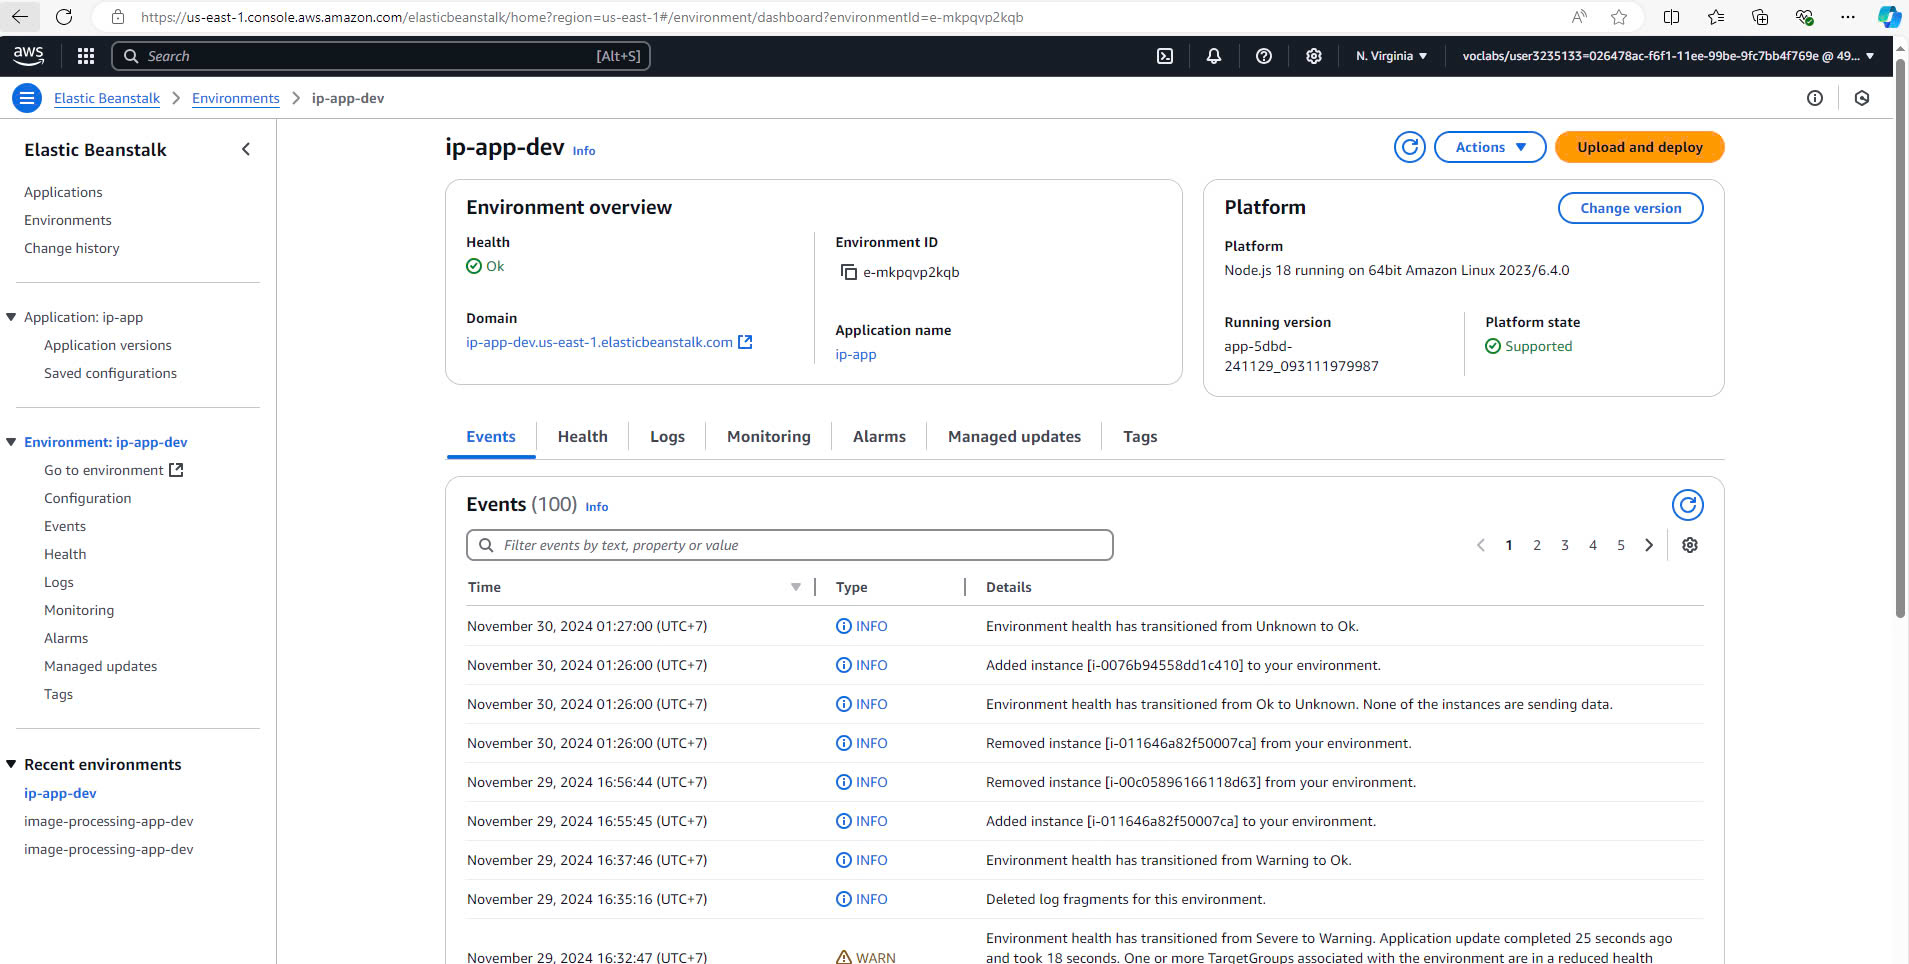 https://us-east-1.console.aws.amazon.com/elasticbeanstalk/home?region=us-east-1#/environment/dashboard?environmentId=e-mkpqvp2kqb
aws
Search [Alt+S]
N. Virginia
voclabs/user3235133=026478ac-f6f1-11ee-99be-9fc7bb4f769e @ 49...
Elastic Beanstalk
Environments
ip-app-dev
Elastic Beanstalk
Applications
Environments
Change history
Application: ip-app
Application versions
Saved configurations
Environment: ip-app-dev
Go to environment
Configuration
Events
Health
Logs
Monitoring
Alarms
Managed updates
Tags
Recent environments
ip-app-dev
image-processing-app-dev
image-processing-app-dev
ip-app-dev Info
Actions
Upload and deploy
Environment overview
Health
Ok
Domain
ip-app-dev.us-east-1.elasticbeanstalk.com
Environment ID
e-mkpqvp2kqb
Application name
ip-app
Platform
Change version
Platform
Node.js 18 running on 64bit Amazon Linux 2023/6.4.0
Running version
app-5dbd-
241129_093111979987
Platform state
Supported
Events Health Logs Monitoring Alarms Managed updates Tags
Events (100) Info
Filter events by text, property or value
1 2 3 4 5
Time Type Details
November 30, 2024 01:27:00 (UTC+7) INFO Environment health has transitioned from Unknown to Ok.
November 30, 2024 01:26:00 (UTC+7) INFO Added instance [i-0076b94558dd1c410] to your environment.
November 30, 2024 01:26:00 (UTC+7) INFO Environment health has transitioned from Ok to Unknown. None of the instances are sending data.
November 30, 2024 01:26:00 (UTC+7) INFO Removed instance [i-011646a82f50007ca] from your environment.
November 29, 2024 16:56:44 (UTC+7) INFO Removed instance [i-00c05896166118d63] from your environment.
November 29, 2024 16:55:45 (UTC+7) INFO Added instance [i-011646a82f50007ca] to your environment.
November 29, 2024 16:37:46 (UTC+7) INFO Environment health has transitioned from Warning to Ok.
November 29, 2024 16:35:16 (UTC+7) INFO Deleted log fragments for this environment.
November 29, 2024 16:32:47 (UTC+7) WARN Environment health has transitioned from Severe to Warning. Application update completed 25 seconds ago
and took 18 seconds. One or more TargetGroups associated with the environment are in a reduced health